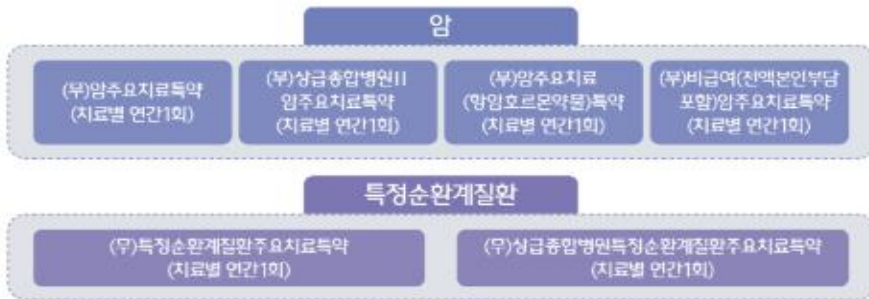 암
(무)암주요치료특약
(치료별 연간1회)
(무)상급종합병원II
암주요치료특약
(치료별 연간1회)
(무)암주요치료
(항암호르몬약물)특약
(치료별 연간1회)
(무)비급여(전액본인부담
포함)암주요치료특약
(치료별 연간1회)
특정순환계질환
(무)특정순환계질환주요치료특약
(치료별 연간1회)
(무)상급종합병원특정순환계질환주요치료특약
(치료별 연간1회)